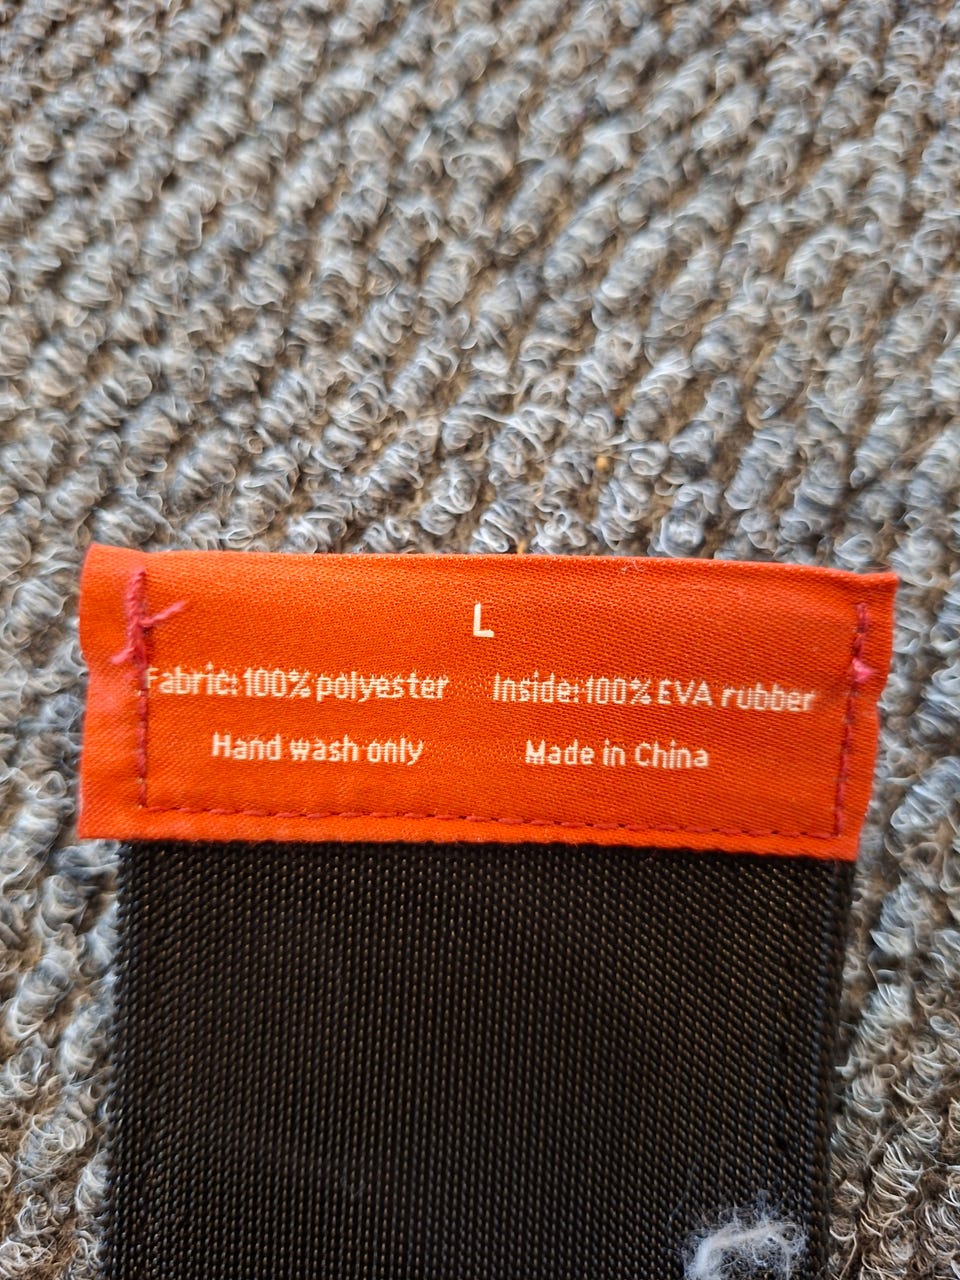 L
Fabric: 100% polyester Inside: 100% EVA rubber
Hand wash only Made in China